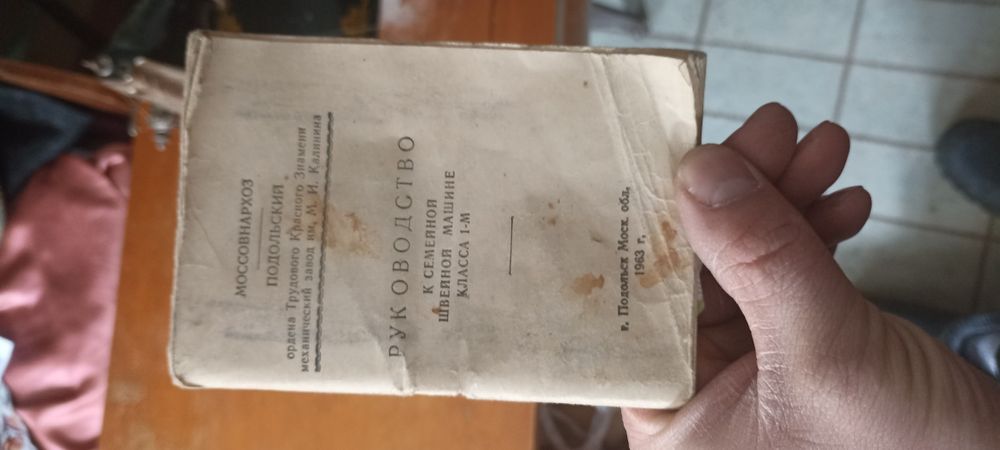 МОССОВНАРХОЗ
ПОДОЛЬСКИЙ
ордена Трудового Красного Знамени
механический завод им. М. И. Калинина
РУКОВОДСТВО
К СЕМЕЙНОЙ
ШВЕЙНОЙ МАШИНЕ
КЛАССА 1-М
г. Подольск Моск. обл.
1963 г.